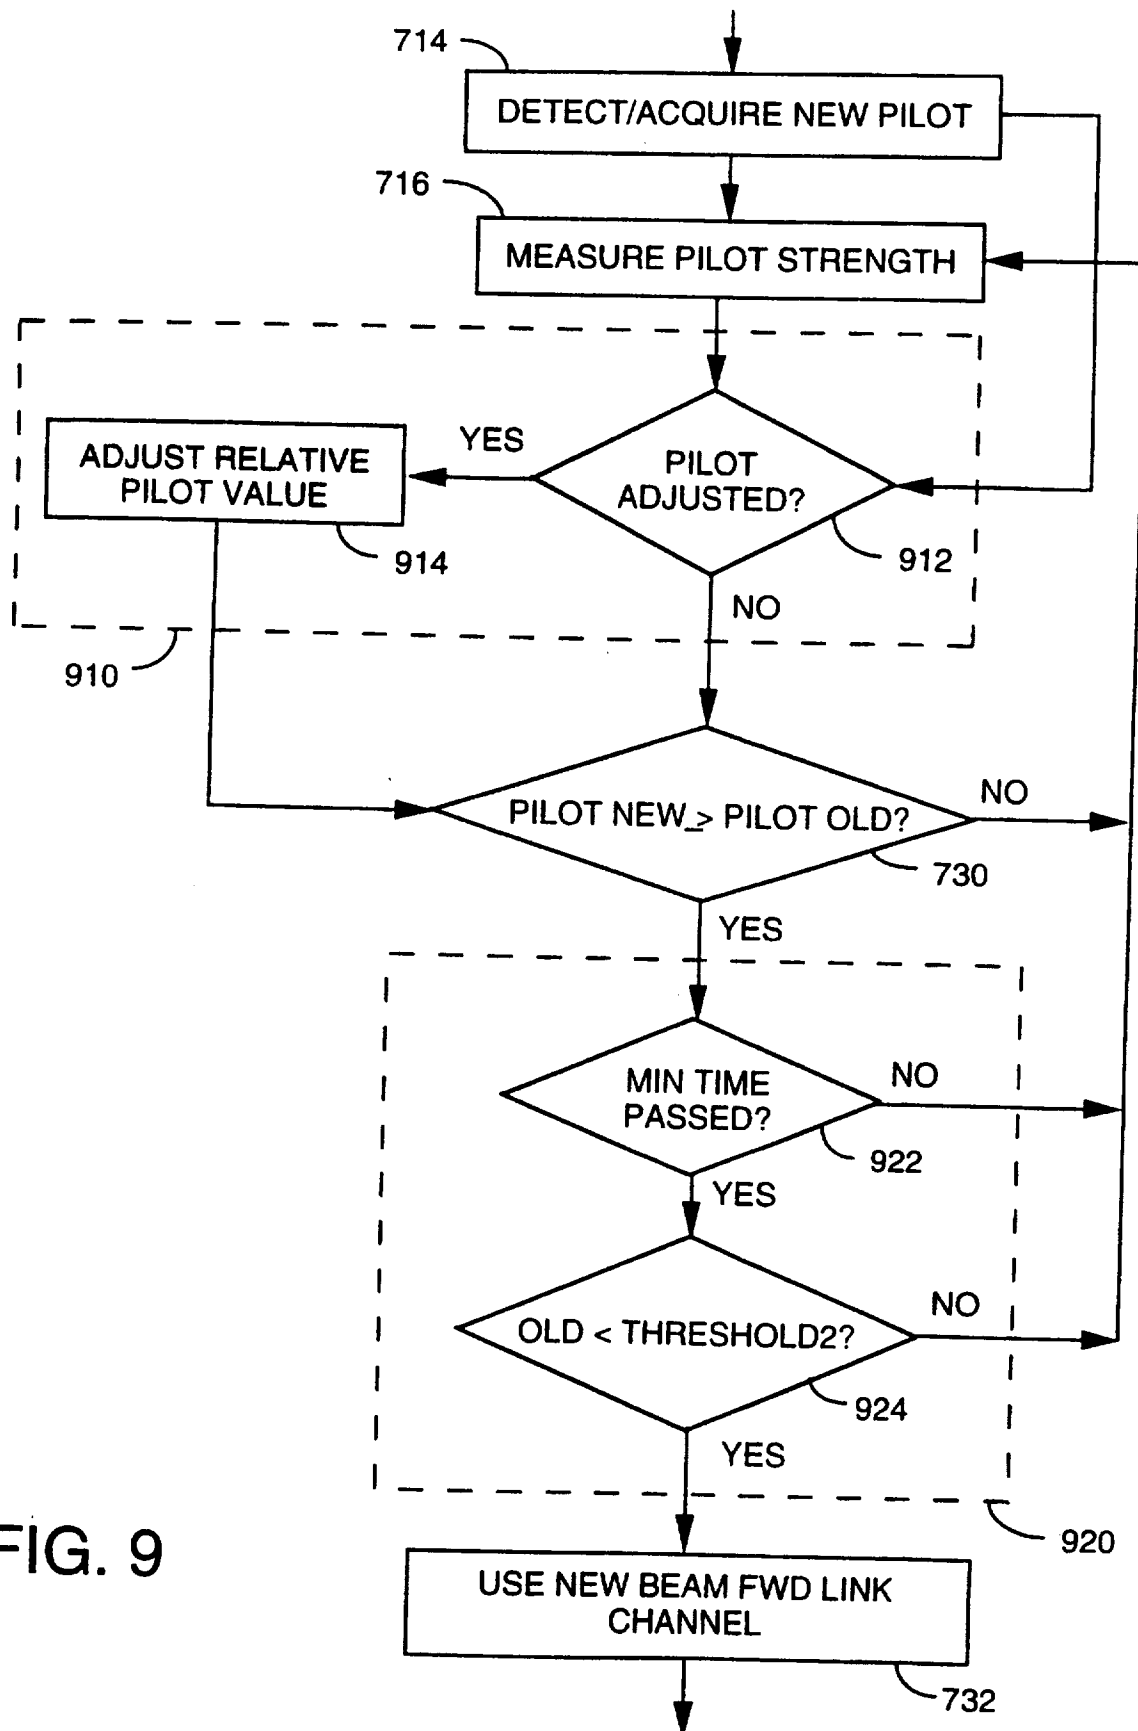 714
DETECT/ACQUIRE NEW PILOT
716
MEASURE PILOT STRENGTH
YES
ADJUST RELATIVE
PILOT VALUE
PILOT
ADJUSTED?
914
912
NO
910
PILOT NEW ≥ PILOT OLD?
NO
730
YES
MIN TIME
PASSED?
NO
922
YES
OLD < THRESHOLD2?
NO
924
YES
920
FIG. 9
USE NEW BEAM FWD LINK
CHANNEL
732